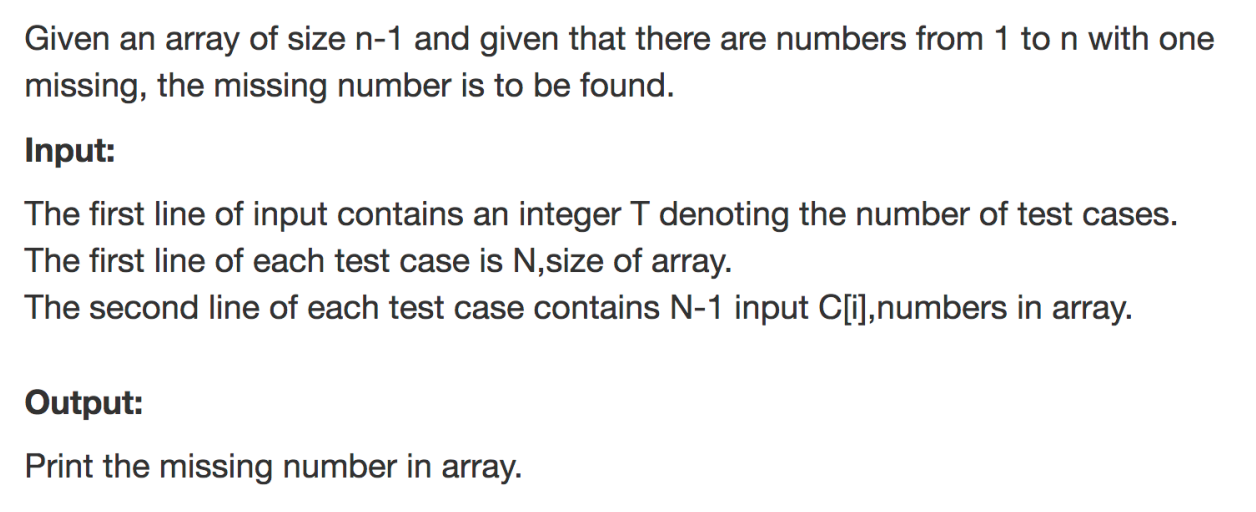 Given an array of size n-1 and given that there are numbers from 1 to n with one
missing, the missing number is to be found.
Input:
The first line of input contains an integer T denoting the number of test cases.
The first line of each test case is N,size of array.
The second line of each test case contains N-1 input C[i],numbers in array.
Output:
Print the missing number in array.